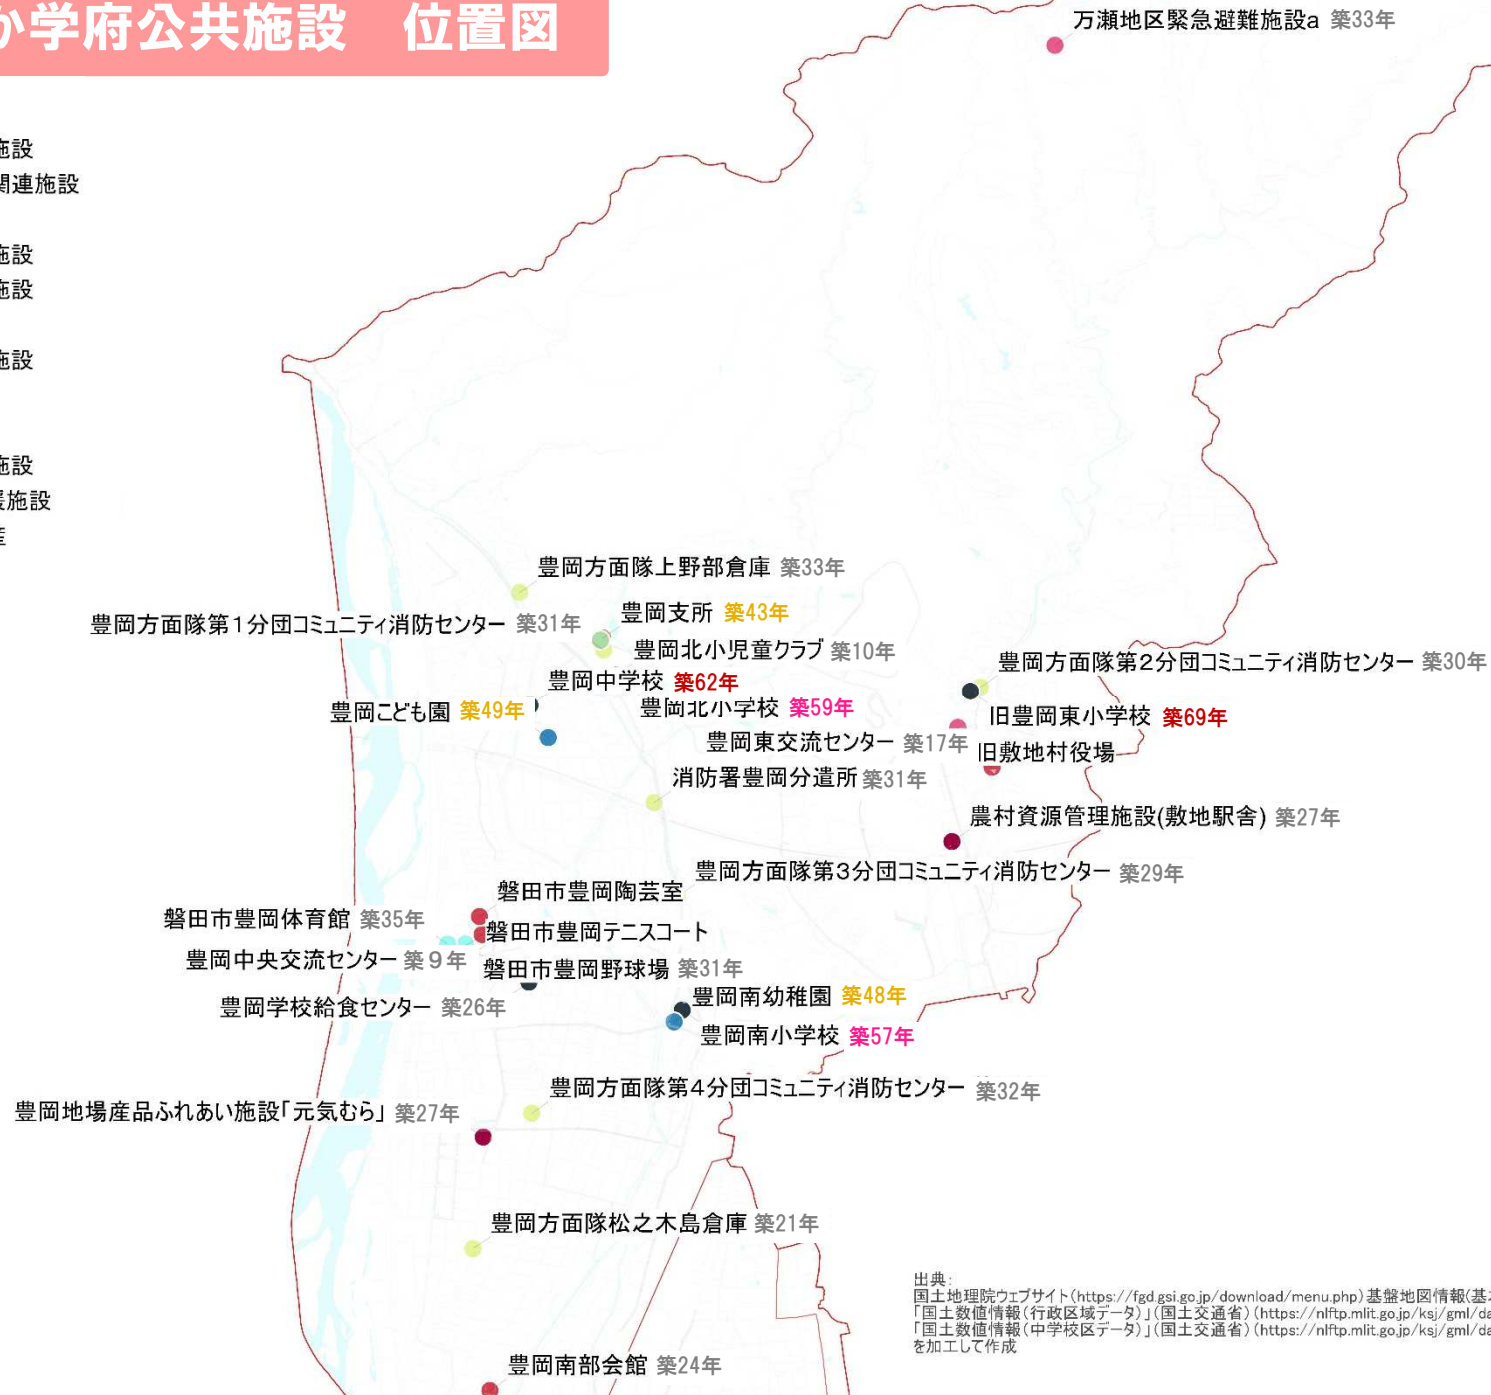 か学府公共施設　位置図
施設
関連施設
施設
施設
施設
施設
援施設
産
万瀬地区緊急避難施設a 築33年
豊岡方面隊上野部倉庫 築33年
豊岡支所 築43年
豊岡方面隊第1分団コミュニティ消防センター 築31年
豊岡北小児童クラブ 築10年
豊岡方面隊第2分団コミュニティ消防センター 築30年
豊岡中学校 築62年
豊岡こども園 築49年
豊岡北小学校 築59年
旧豊岡東小学校 築69年
豊岡東交流センター 築17年
旧敷地村役場
消防署豊岡分遣所 築31年
農村資源管理施設(敷地駅舎) 築27年
豊岡方面隊第3分団コミュニティ消防センター 築29年
磐田市豊岡陶芸室
磐田市豊岡体育館 築35年
磐田市豊岡テニスコート
豊岡中央交流センター 築9年
磐田市豊岡野球場 築31年
豊岡南幼稚園 築48年
豊岡学校給食センター 築26年
豊岡南小学校 築57年
豊岡方面隊第4分団コミュニティ消防センター 築32年
豊岡地場産品ふれあい施設「元気むら」 築27年
豊岡方面隊松之木島倉庫 築21年
豊岡南部会館 築24年
出典:
国土地理院ウェブサイト(https://fgd.gsi.go.jp/download/menu.php)基盤地図情報(基本
「国土数値情報(行政区域データ)」(国土交通省)(https://nlftp.mlit.go.jp/ksj/gml/da
「国土数値情報(中学校区データ)」(国土交通省)(https://nlftp.mlit.go.jp/ksj/gml/da
を加工して作成